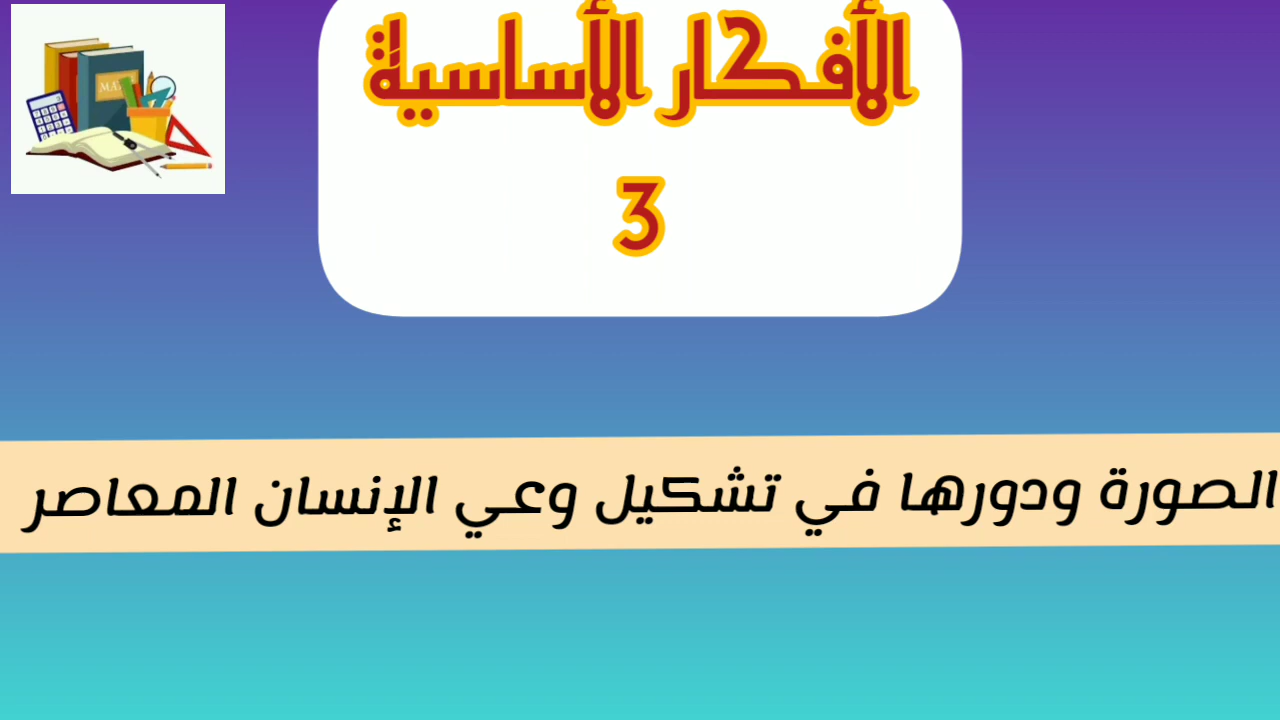 الأفكار الأساسية
3
الصورة ودورها في تشكيل وعي الإنسان المعاصر